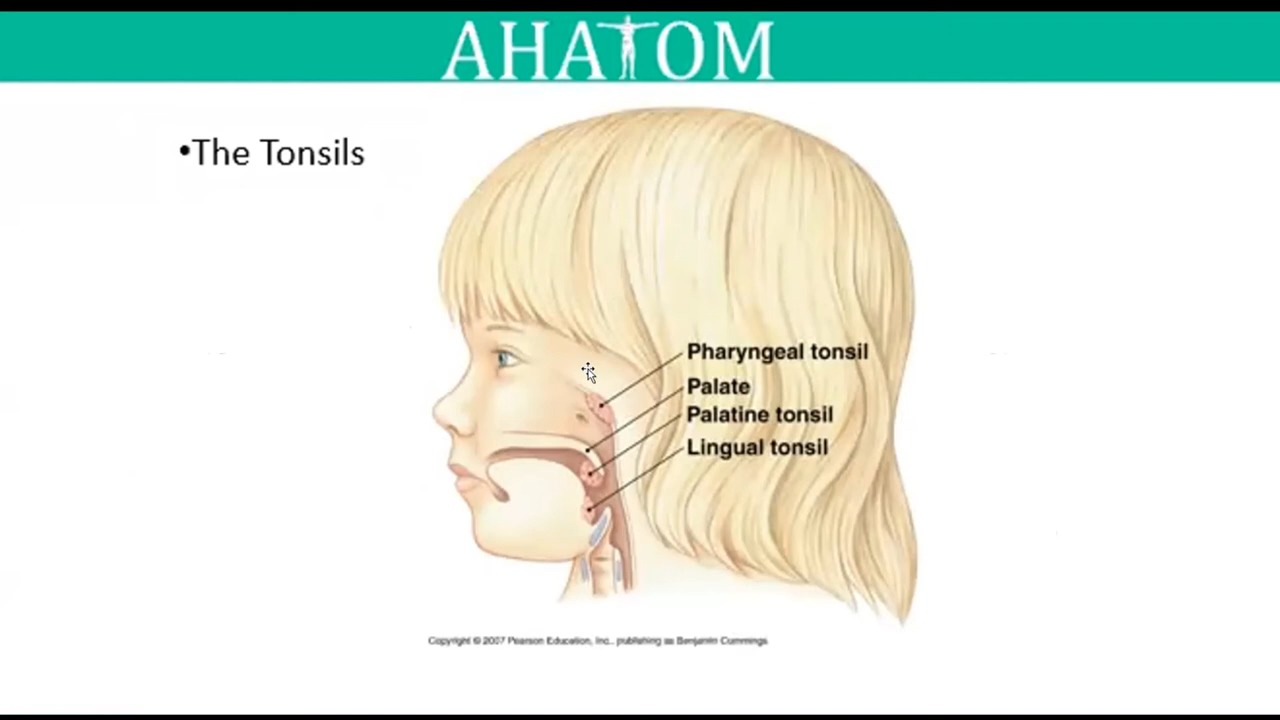 AHATOM
•The Tonsils
Pharyngeal tonsil
Palate
Palatine tonsil
Lingual tonsil
Copyright © 2007 Pearson Education, Inc., publishing as Benjamin Cummings